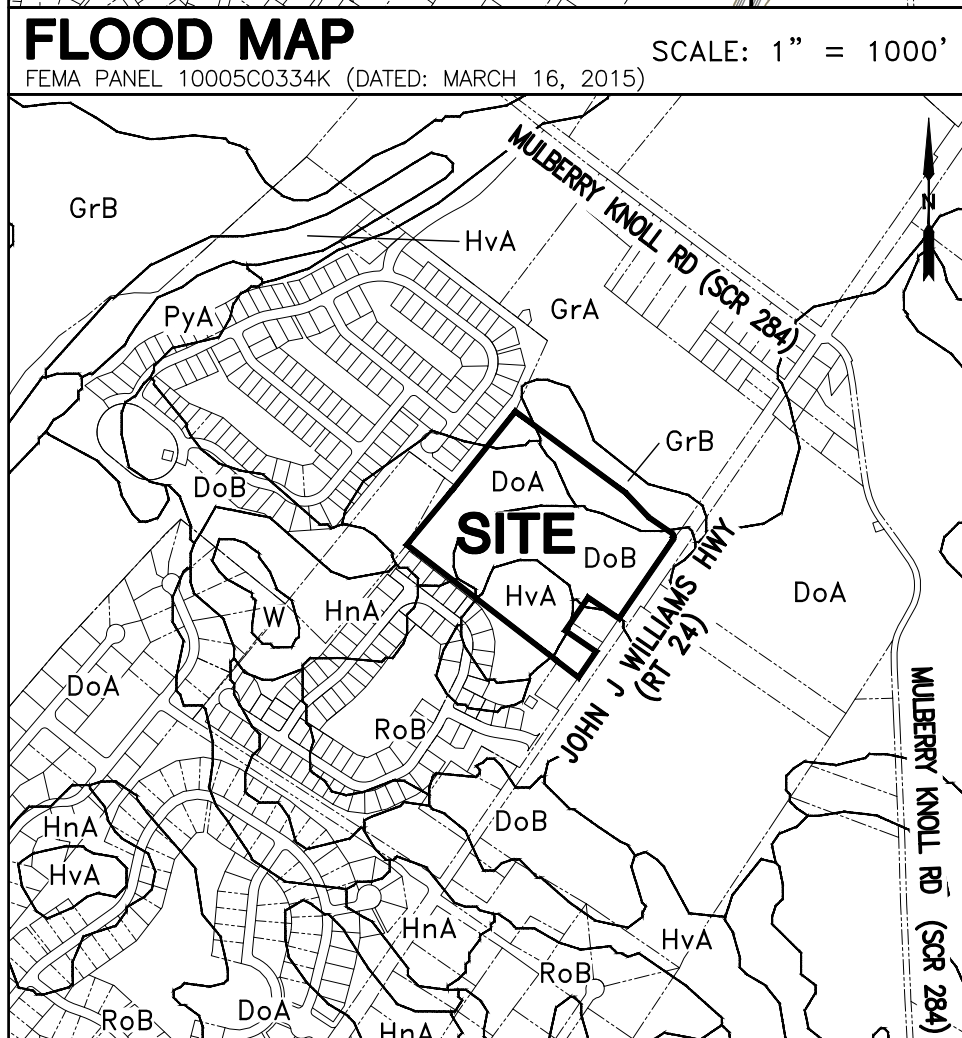 FLOOD MAP
SCALE: 1" = 1000'
FEMA PANEL 10005C0334K (DATED: MARCH 16, 2015)
MULBERRY KNOLL RD (SCR 284)
N
GrB
HvA
PyA
GrA
GrB
DoA
DoB
SITE
DoB
HvA
DoA
W
HnA
JOHN J WILLIAMS HWY
(RT 24)
DoA
RoB
MULBERRY KNOLL RD (SCR 284)
HnA
DoB
HvA
HnA
HvA
RoB
DoA
RoB
HnA